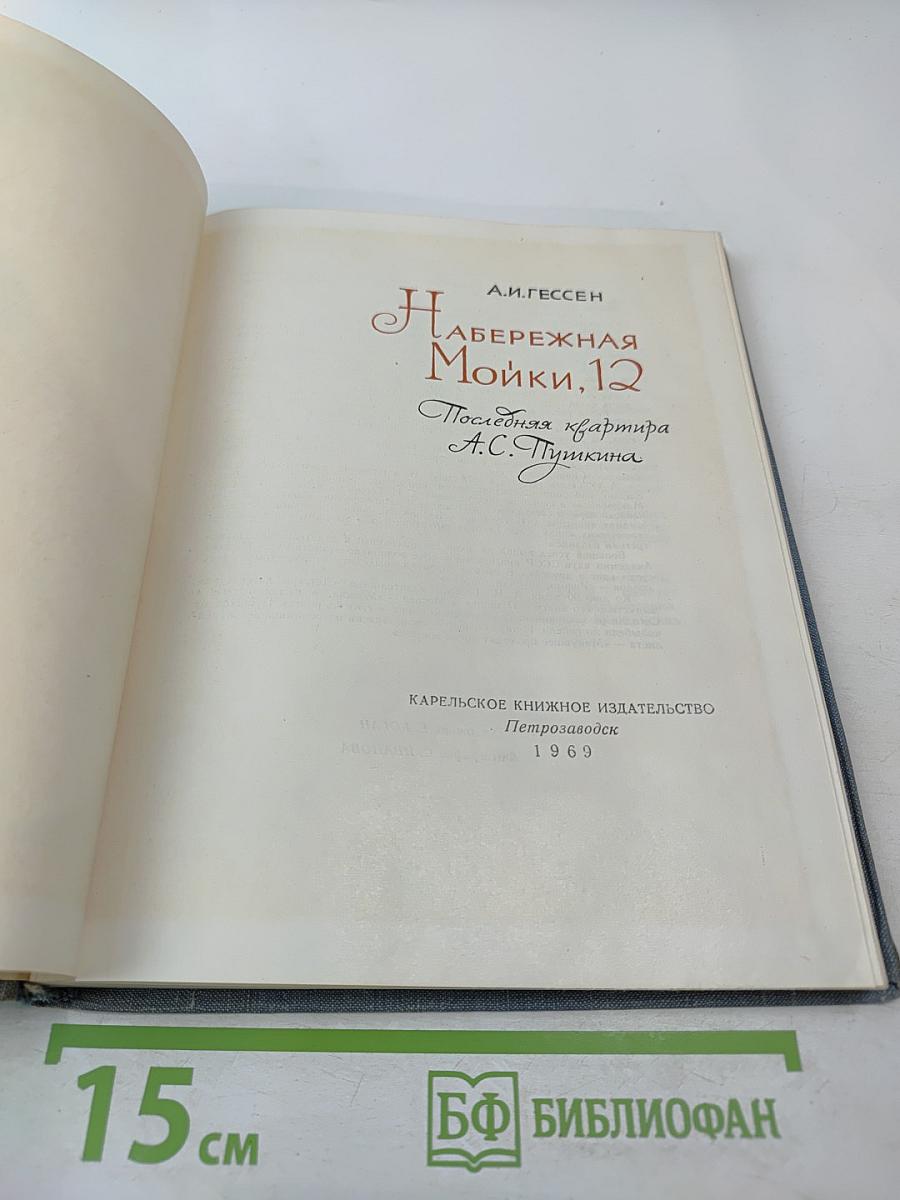 А.И.ГЕССЕН
НАБЕРЕЖНАЯ
МОЙКИ, 12
Последняя квартира
А.С.Пушкина
КАРЕЛЬСКОЕ КНИЖНОЕ ИЗДАТЕЛЬСТВО
Петрозаводск
1969
15 см
БФ БИБЛИОФАН